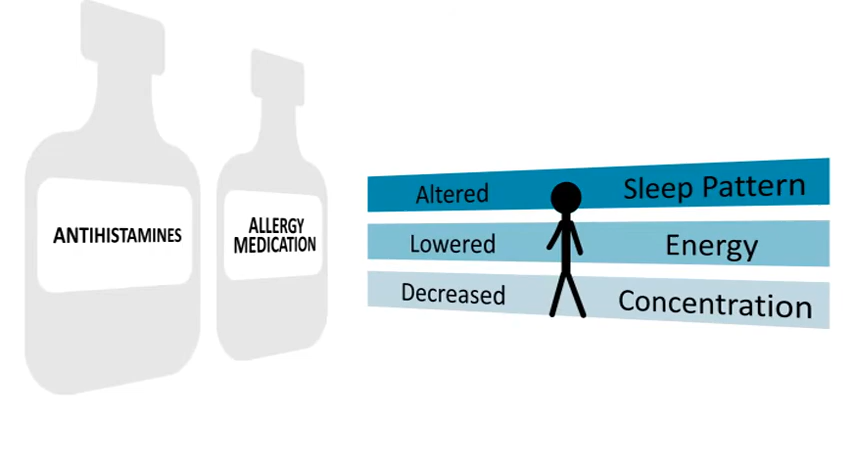 ANTIHISTAMINES
ALLERGY
MEDICATION
Altered Sleep Pattern
Lowered Energy
Decreased Concentration